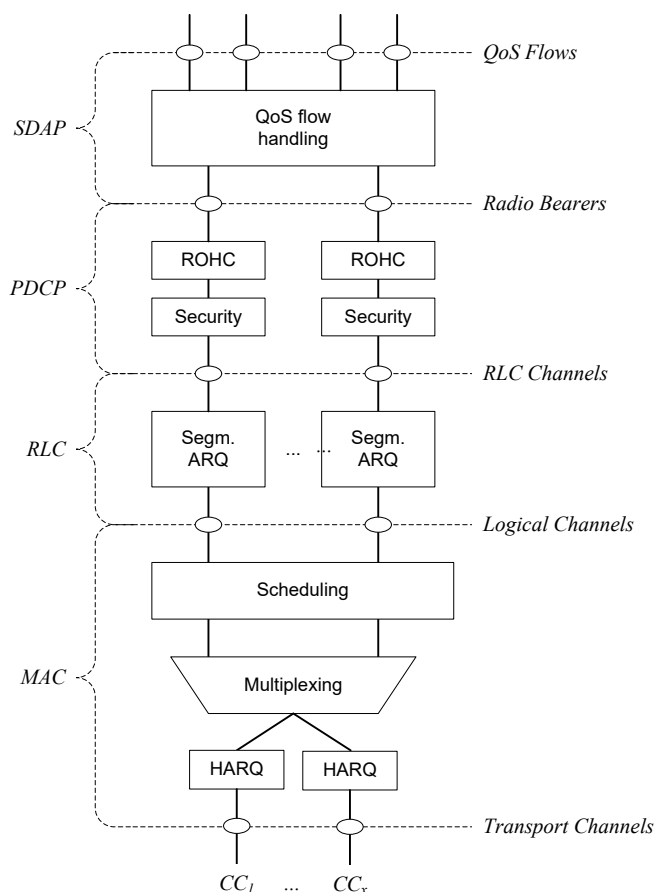 QoS Flows
SDAP
QoS flow
handling
Radio Bearers
ROHC ROHC
PDCP
Security Security
RLC Channels
RLC
Segm. Segm.
ARQ ... ... ARQ
Logical Channels
Scheduling
MAC
Multiplexing
HARQ HARQ
Transport Channels
CC1 ... CCx